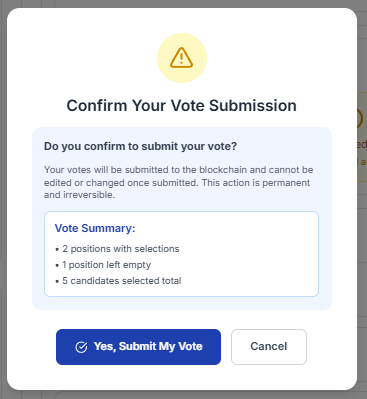 Confirm Your Vote Submission
Do you confirm to submit your vote?
Your votes will be submitted to the blockchain and cannot be
edited or changed once submitted. This action is permanent
and irreversible.
Vote Summary:
• 2 positions with selections
• 1 position left empty
• 5 candidates selected total
Yes, Submit My Vote
Cancel